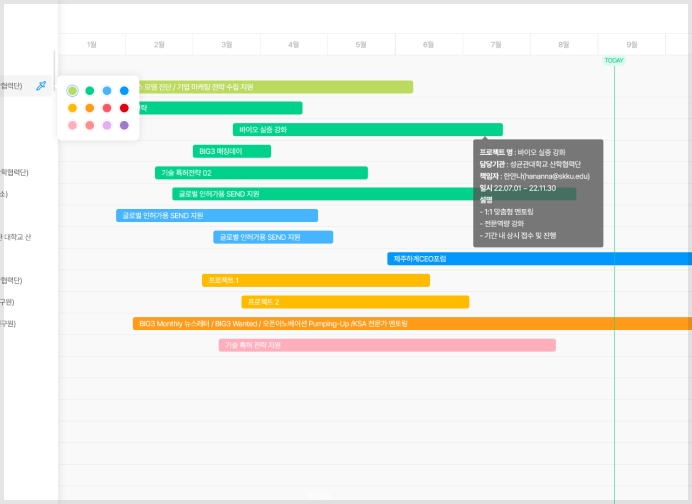 1월 2월 3월 4월 5월 6월 7월 8월 9월
TODAY
협력단)
모델 진단 / 기업 마케팅 전략 수립 지원
전략
바이오 실증 강화
BIG3 매칭데이
프로젝트 명 : 바이오 실증 강화
담당기관 : 성균관대학교 산학협력단
책임자 : 한안나(hananna@skku.edu)
일시 22.07.01 ~ 22.11.30
설명
- 1:1 맞춤형 멘토링
- 전문역량 강화
- 기간 내 상시 접수 및 진행
학협력단)
기술 특허전략 02
소)
글로벌 인허가용 SEND 지원
글로벌 인허가용 SEND 지원
대학교 산
글로벌 인허가용 SEND 지원
제주하계CEO포럼
협력단)
프로젝트 1
구원)
프로젝트 2
구원)
BIG3 Monthly 뉴스레터 / BIG3 Wanted / 오픈이노베이션 Pumping-Up /KSA 전문가 멘토링
기술 특허 전략 지원